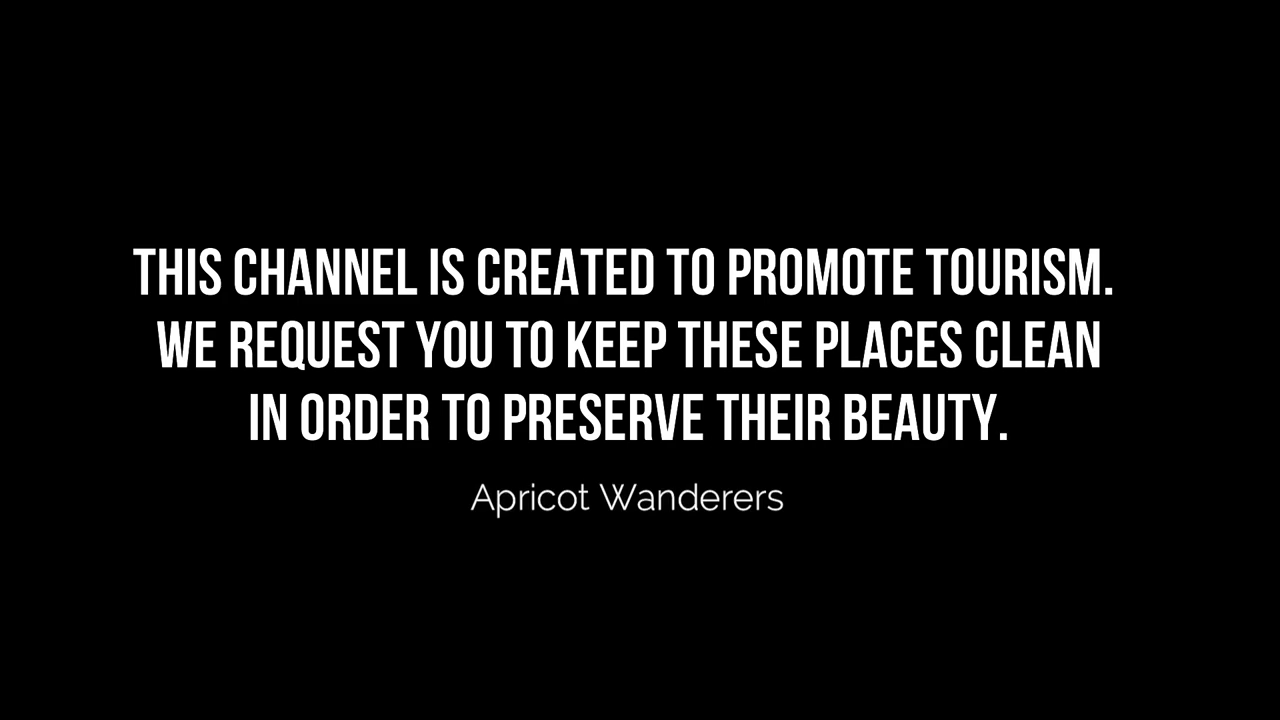 THIS CHANNEL IS CREATED TO PROMOTE TOURISM.
WE REQUEST YOU TO KEEP THESE PLACES CLEAN
IN ORDER TO PRESERVE THEIR BEAUTY.
Apricot Wanderers